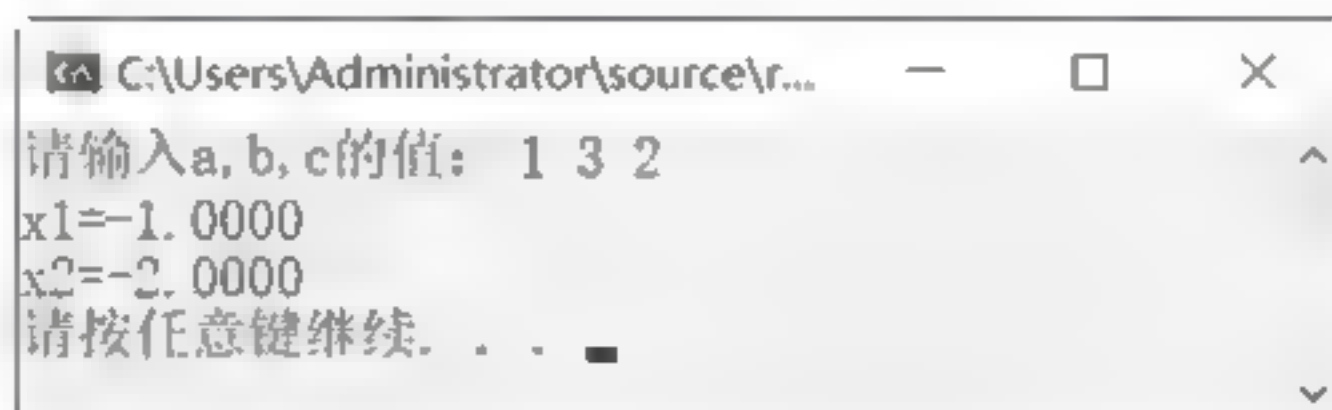 C:\Users\Administrator\source\r...
请输入a,b,c的值： 1 3 2
x1=-1.0000
x2=-2.0000
请按任意键继续. . .